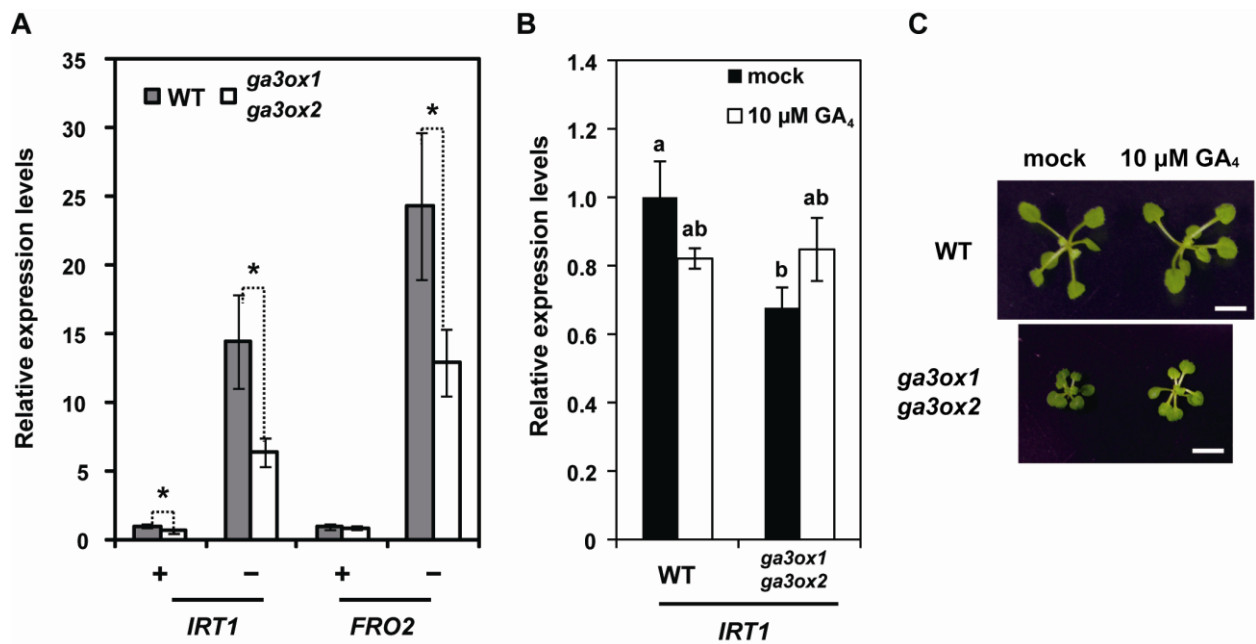 A
Relative expression levels
35
30
25
20
15
10
5
0
WT
ga3ox1
ga3ox2
*
*
*
+
−
+
−
IRT1
FRO2
B
Relative expression levels
1.4
1.2
1.0
0.8
0.6
0.4
0.2
0
mock
10 µM GA₄
a
ab
b
ab
WT
ga3ox1
ga3ox2
IRT1
C
mock
10 µM GA₄
WT
ga3ox1
ga3ox2